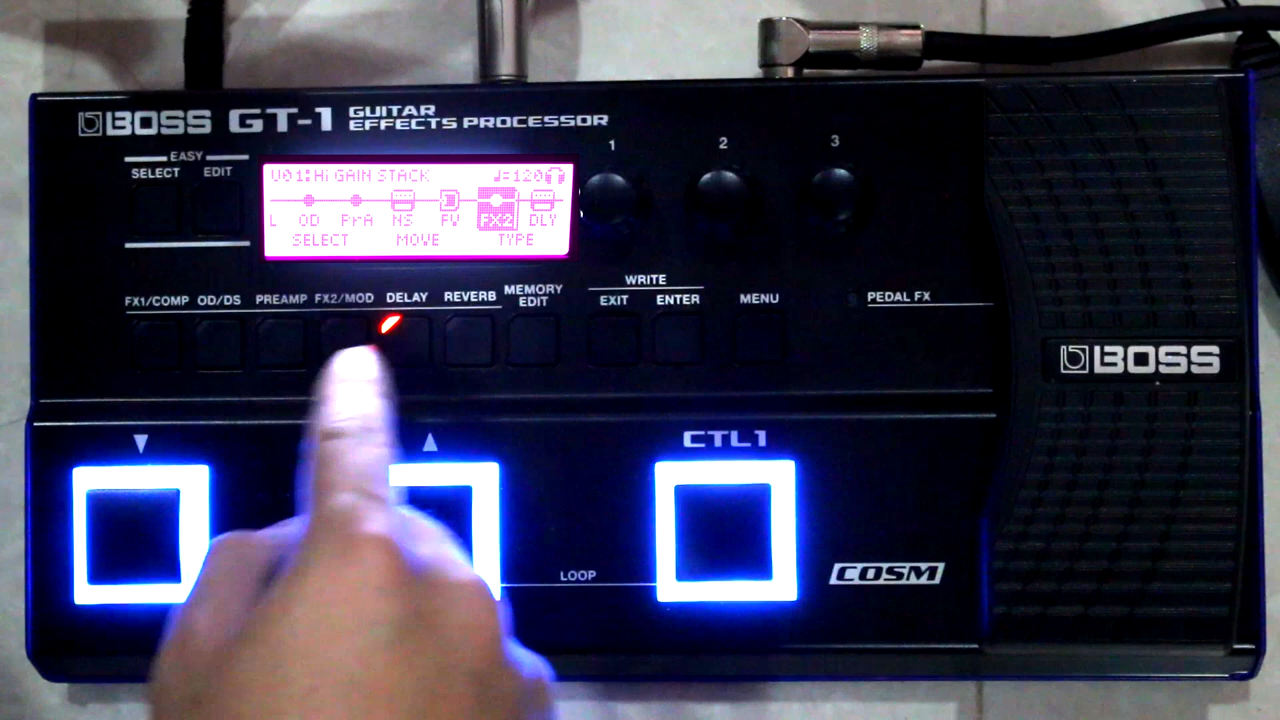 BOSS GT-1 GUITAR EFFECTS PROCESSOR
EASY
SELECT EDIT
U01:Hi GAIN STACK ♩=120
L OD PrA NS FV FX2 DLY
SELECT MOVE TYPE
1 2 3
WRITE
FX1/COMP OD/DS PREAMP FX2/MOD DELAY REVERB MEMORY EDIT EXIT ENTER MENU
PEDAL FX
BOSS
CTL1
LOOP
COSM